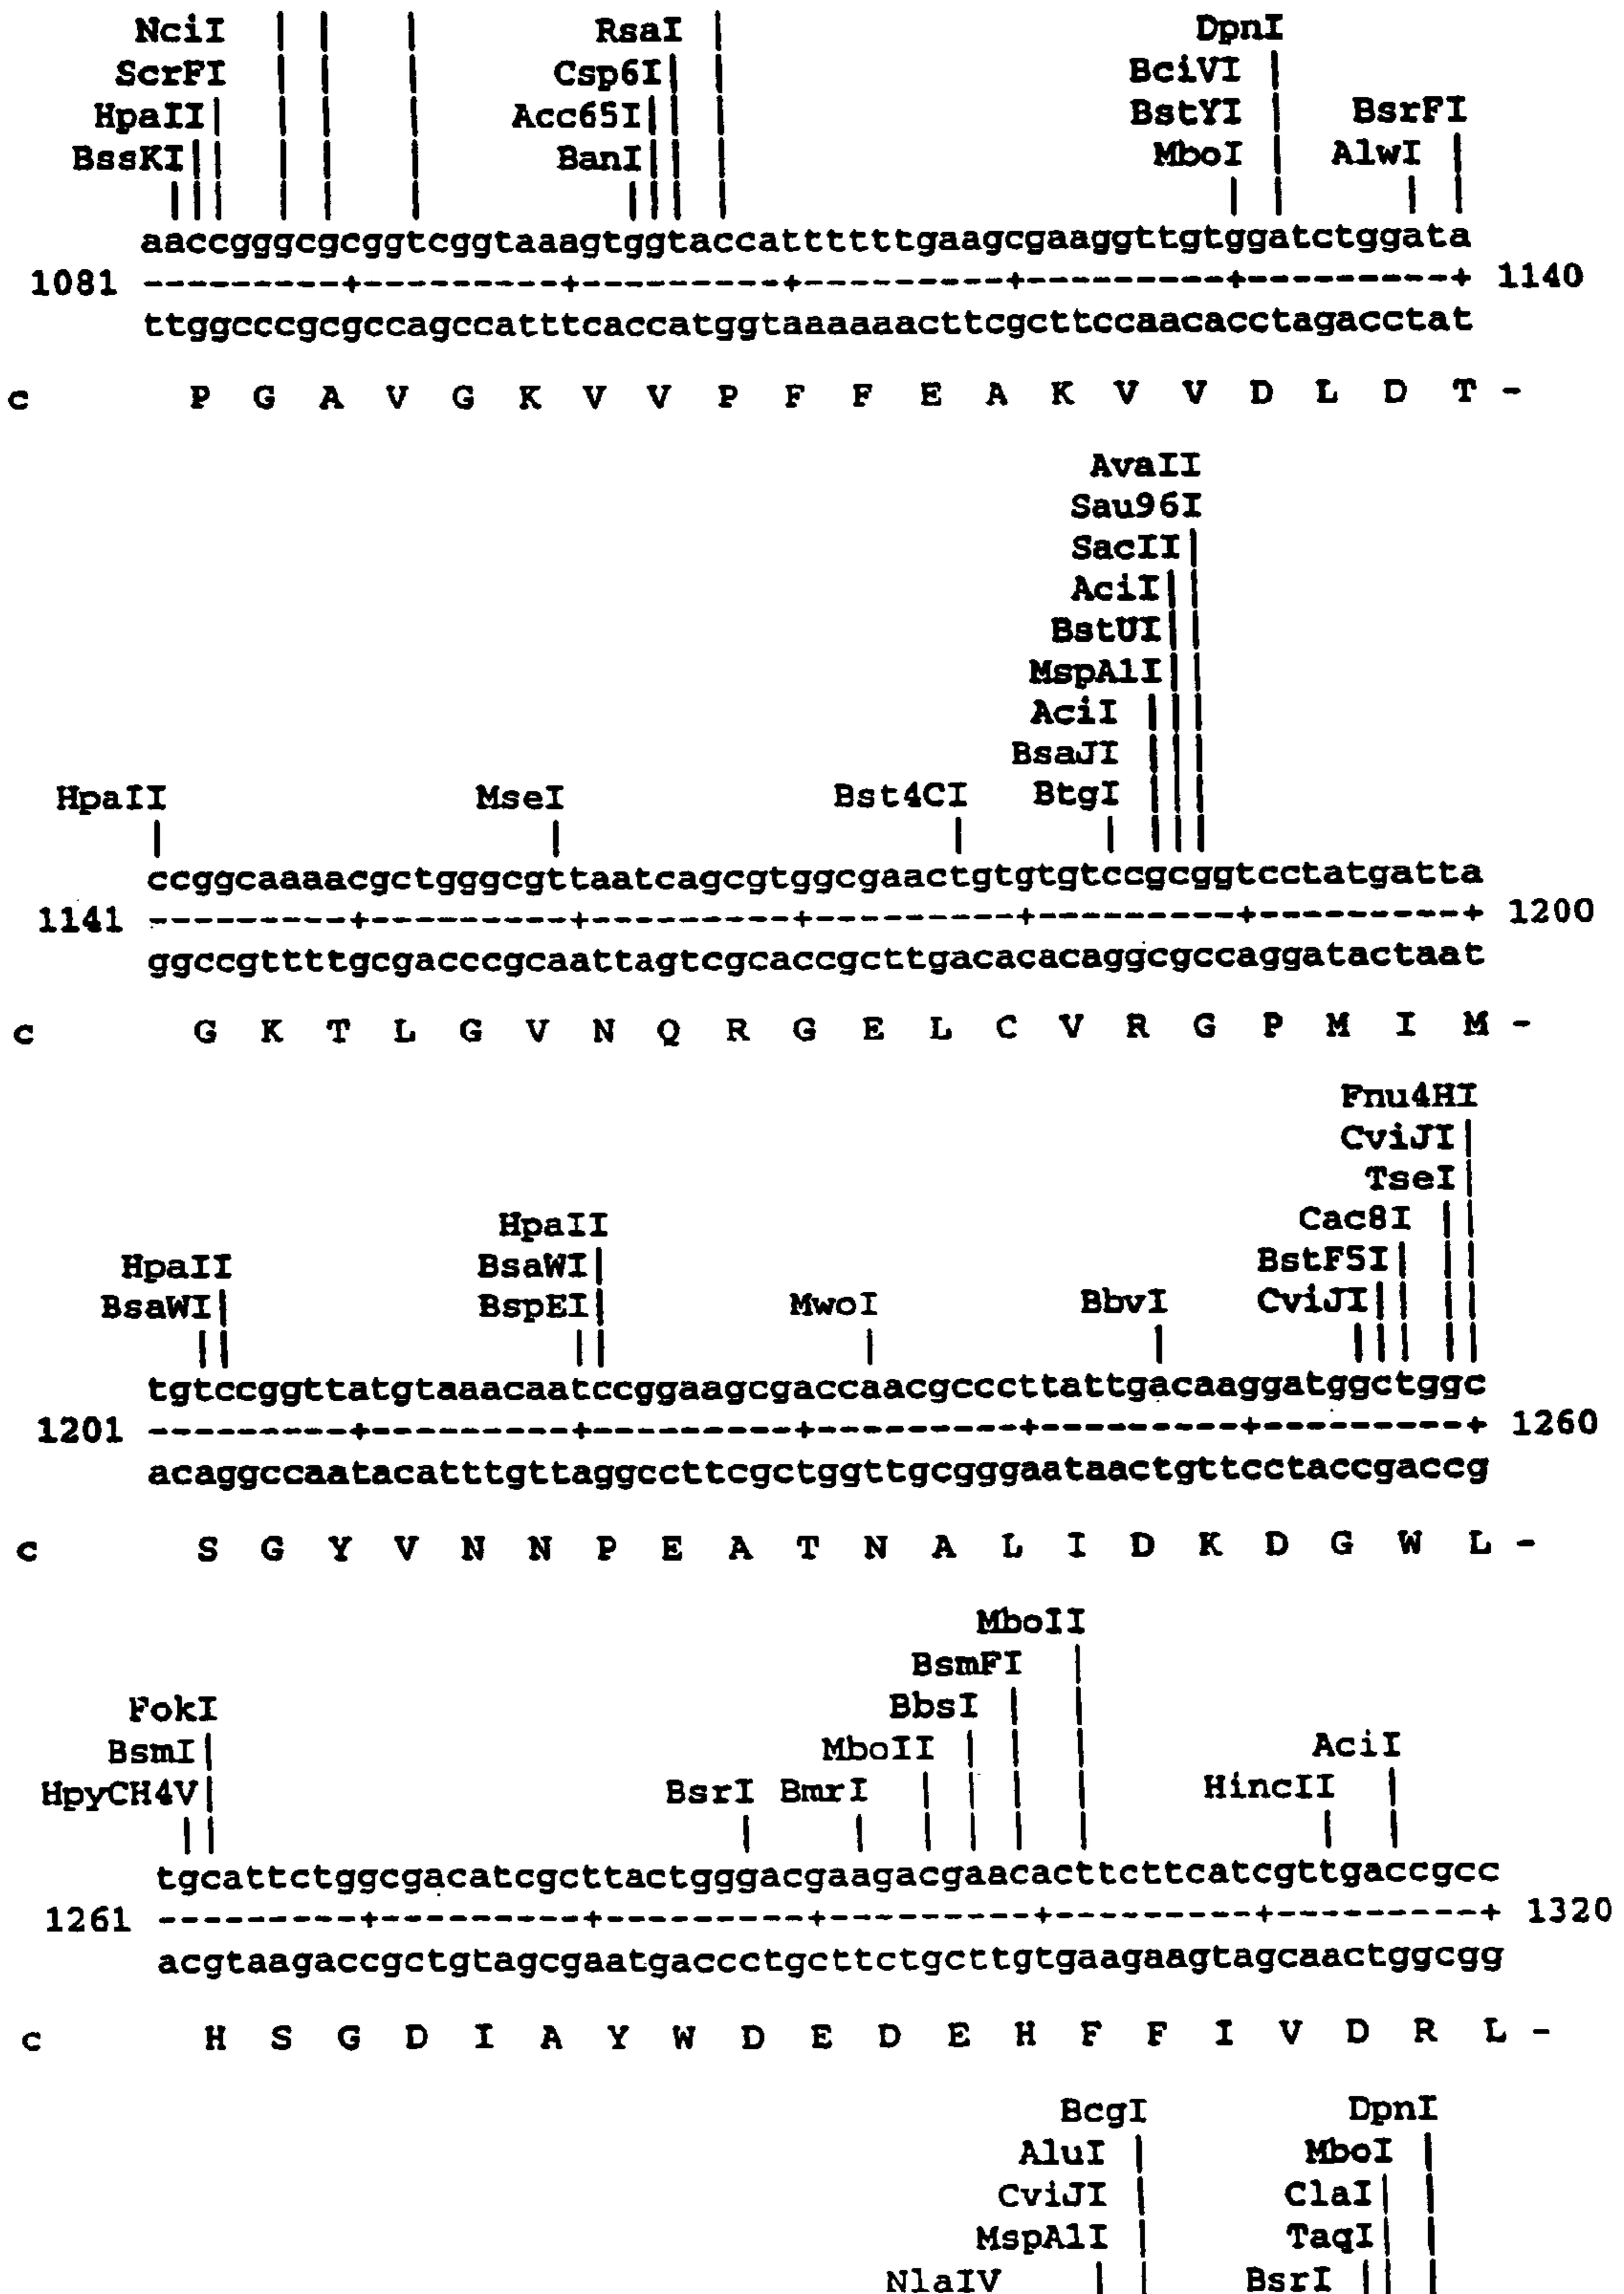 NciI RsaI DpnI
ScrFI Csp6I BciVI
HpaII Acc65I BstYI BsrFI
BssKI BanI MboI AlwI
aaccgggcgcggtcggtaaagtggtaccattttttgaagcgaaggttgtggatctggata
1081 ---------+---------+---------+---------+---------+---------+ 1140
ttggcccgcgccagccatttcaccatggtaaaaaacttcgcttccaacacctagacctat
c P G A V G K V V P F F E A K V V D L D T -
AvaII
Sau96I
SacII
AciI
BstUI
MspA1I
AciI
BsaJI
HpaII MseI Bst4CI BtgI
ccggcaaaacgctgggcgttaatcagcgtggcgaactgtgtgtccgcggtcctatgatta
1141 ---------+---------+---------+---------+---------+---------+ 1200
ggccgttttgcgacccgcaattagtcgcaccgcttgacacacaggcgccaggatactaat
c G K T L G V N Q R G E L C V R G P M I M -
Fnu4HI
CviJI
TseI
HpaII Cac8I
HpaII BsaWI BstF5I
BsaWI BspEI MwoI BbvI CviJI
tgtccggttatgtaaacaatccggaagcgaccaacgcccttattgacaaggatggctggc
1201 ---------+---------+---------+---------+---------+---------+ 1260
acaggccaatacatttgttaggccttcgctggttgcgggaataactgttcctaccgaccg
c S G Y V N N P E A T N A L I D K D G W L -
MboII
BsmFI
FokI BbsI
BsmI MboII AciI
HpyCH4V BsrI BmrI HincII
tgcattctggcgacatcgcttactgggacgaagacgaacacttcttcatcgttgaccgcc
1261 ---------+---------+---------+---------+---------+---------+ 1320
acgtaagaccgctgtagcgaatgaccctgcttctgcttgtgaagaagtagcaactggcgg
c H S G D I A Y W D E D E H F F I V D R L -
BcgI DpnI
AluI MboI
CviJI ClaI
MspA1I TaqI
NlaIV BsrI